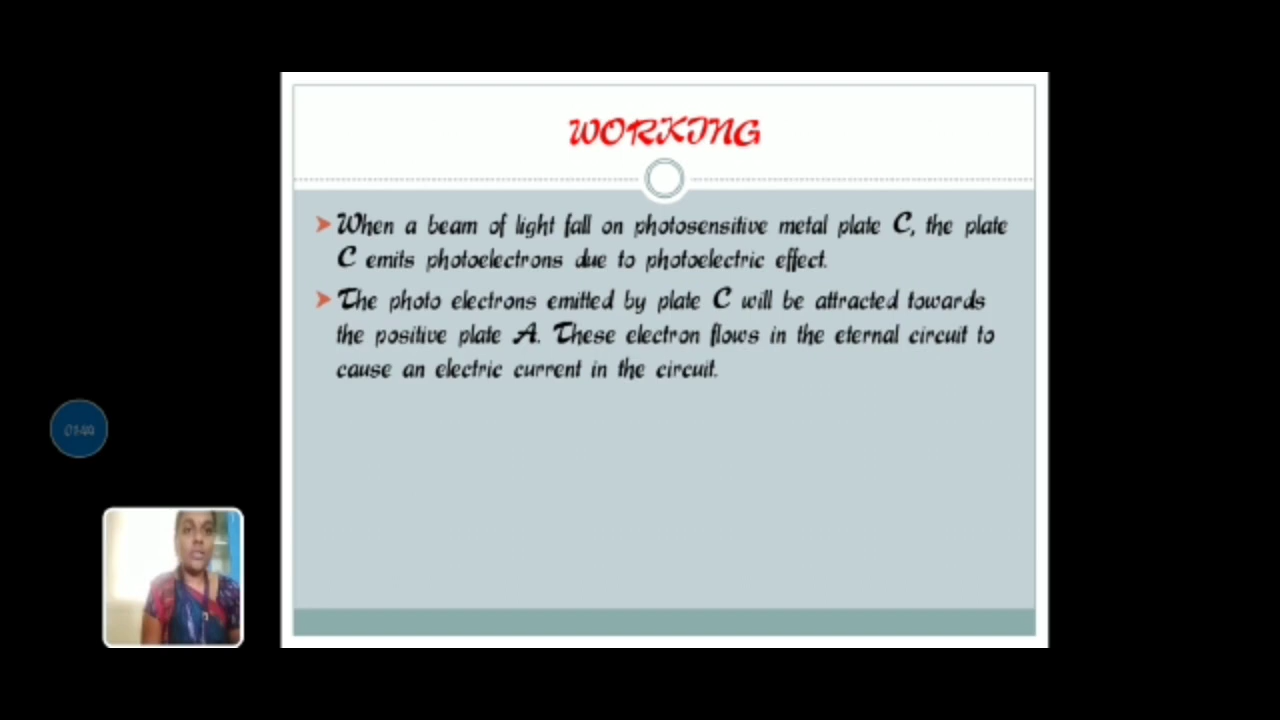 WORKING
When a beam of light fall on photosensitive metal plate C, the plate
C emits photoelectrons due to photoelectric effect.
The photo electrons emitted by plate C will be attracted towards
the positive plate A. These electron flows in the eternal circuit to
cause an electric current in the circuit.